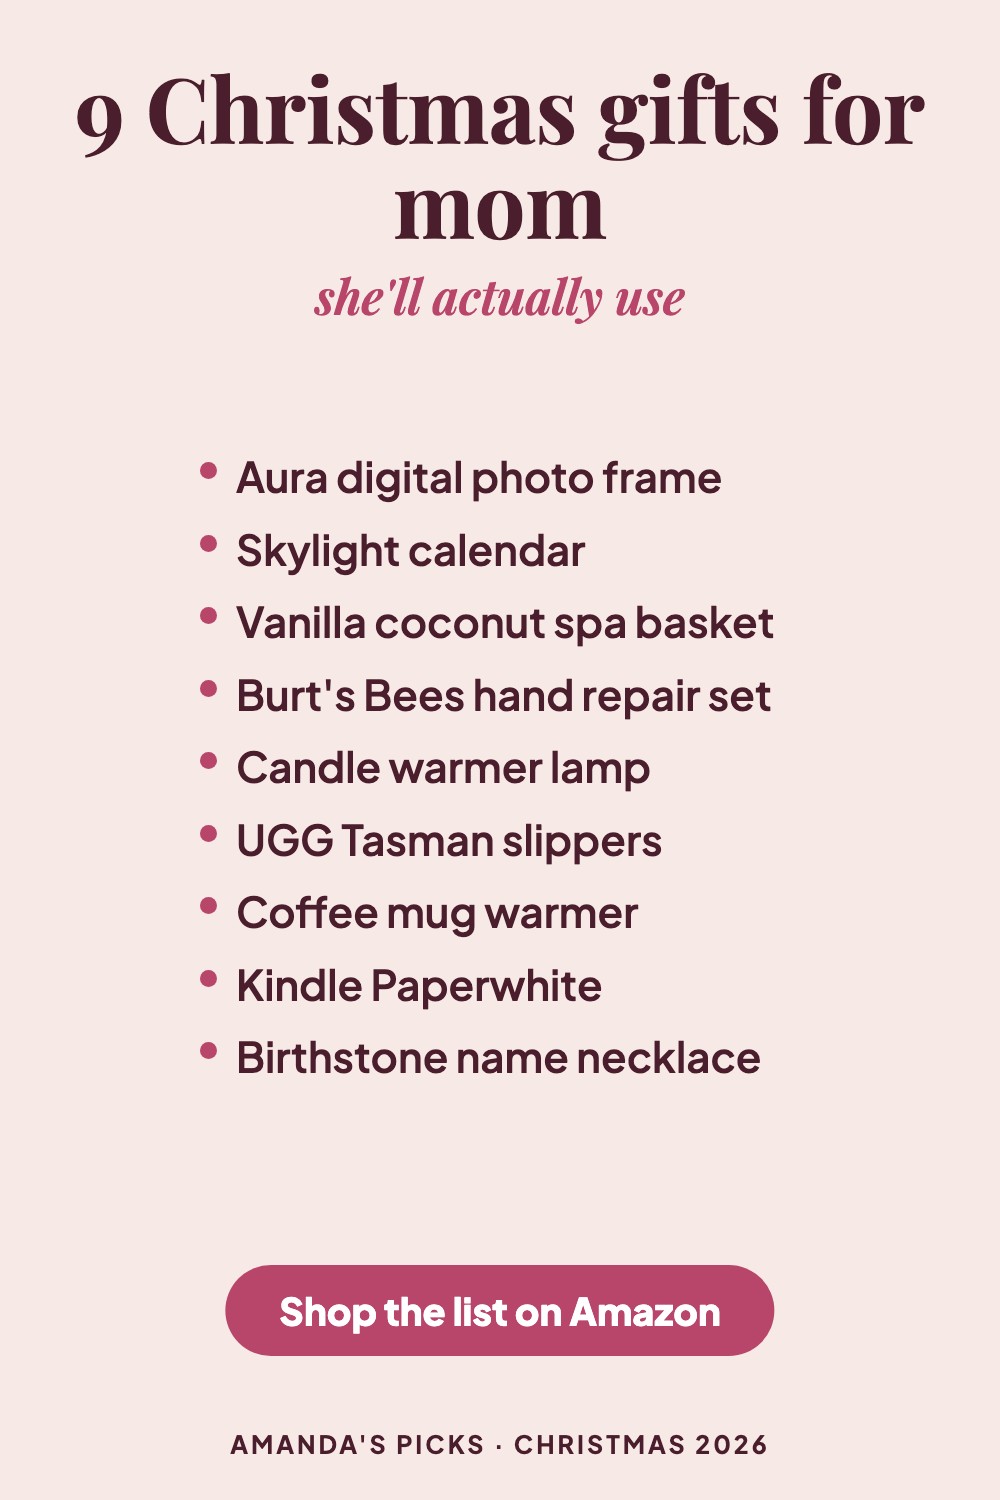 9 Christmas gifts for
mom
she'll actually use
Aura digital photo frame
Skylight calendar
Vanilla coconut spa basket
Burt's Bees hand repair set
Candle warmer lamp
UGG Tasman slippers
Coffee mug warmer
Kindle Paperwhite
Birthstone name necklace
Shop the list on Amazon
AMANDA'S PICKS · CHRISTMAS 2026